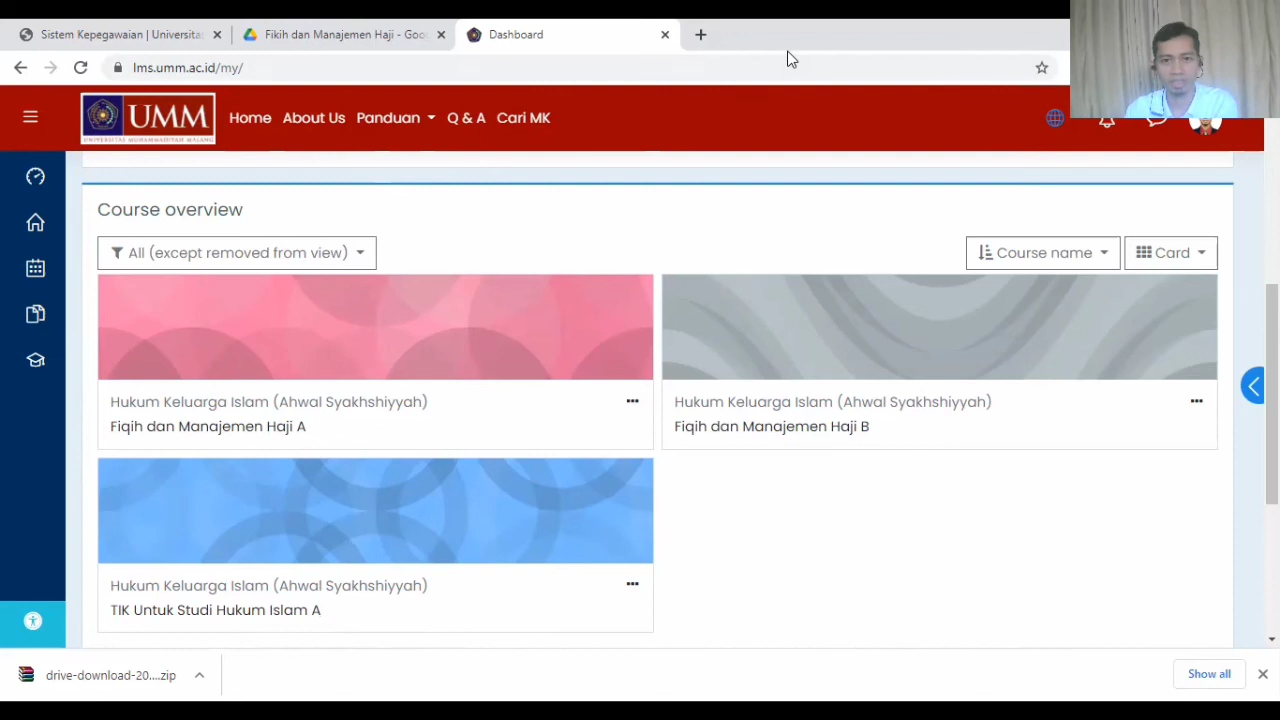 Sistem Kepegawaian | Universita
Fikih dan Manajemen Haji - Goo
Dashboard
lms.umm.ac.id/my/
UMM
UNIVERSITAS MUHAMMADIYAH MALANG
Home
About Us
Panduan
Q & A
Cari MK
Course overview
All (except removed from view)
Course name
Card
Hukum Keluarga Islam (Ahwal Syakhshiyyah)
Fiqih dan Manajemen Haji A
Hukum Keluarga Islam (Ahwal Syakhshiyyah)
Fiqih dan Manajemen Haji B
Hukum Keluarga Islam (Ahwal Syakhshiyyah)
TIK Untuk Studi Hukum Islam A
drive-download-20....zip
Show all